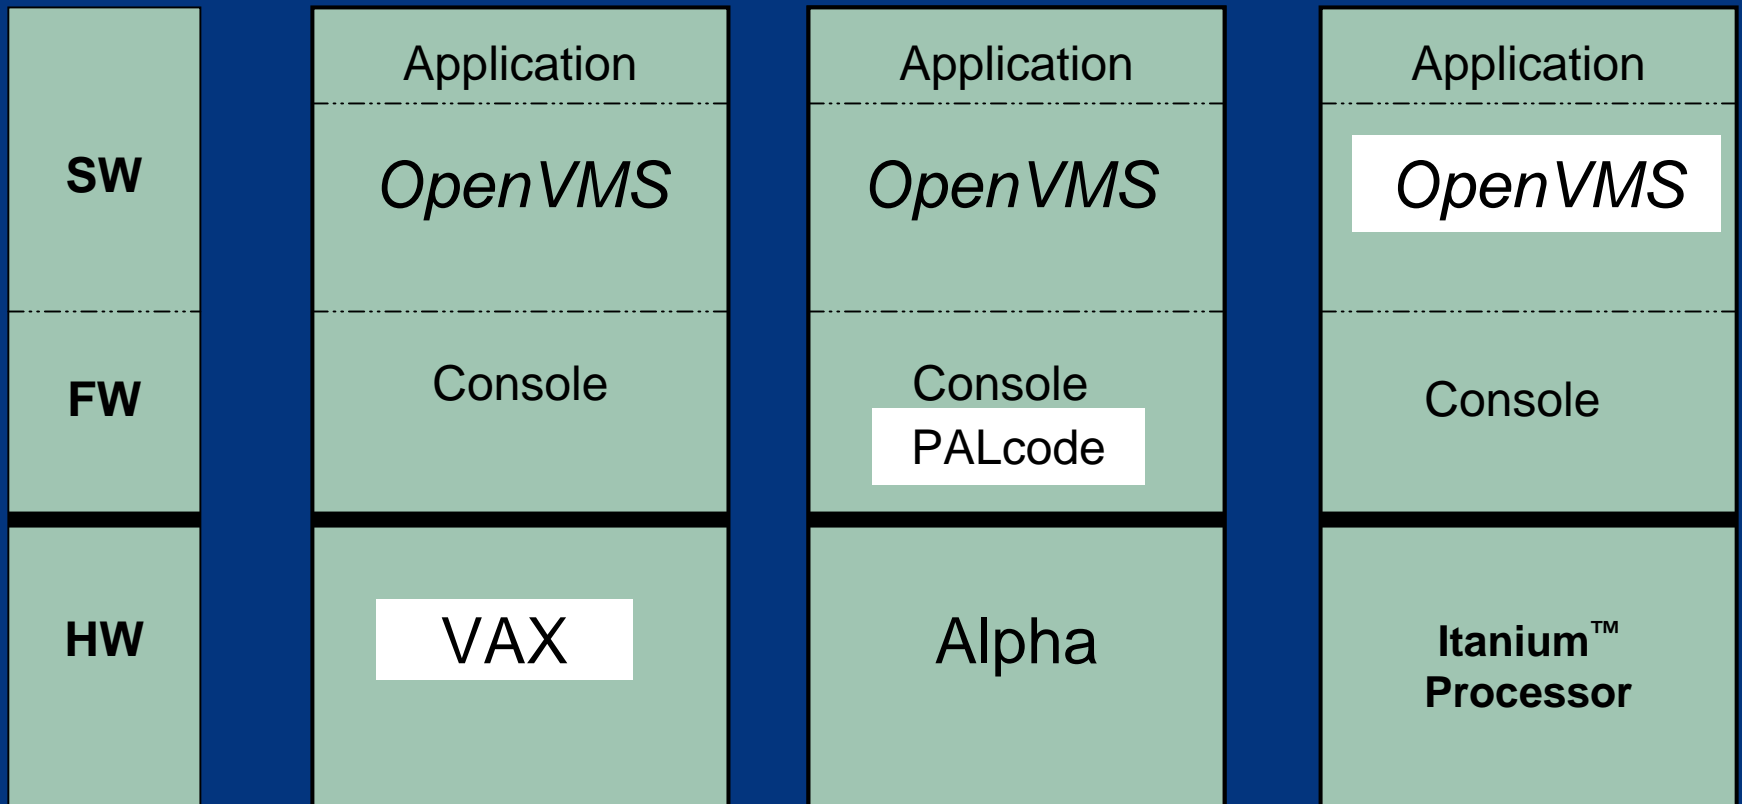 Application
Application
Application
SW
OpenVMS
OpenVMS
OpenVMS
FW
Console
Console
PALcode
Console
HW
VAX
Alpha
Itanium™
Processor